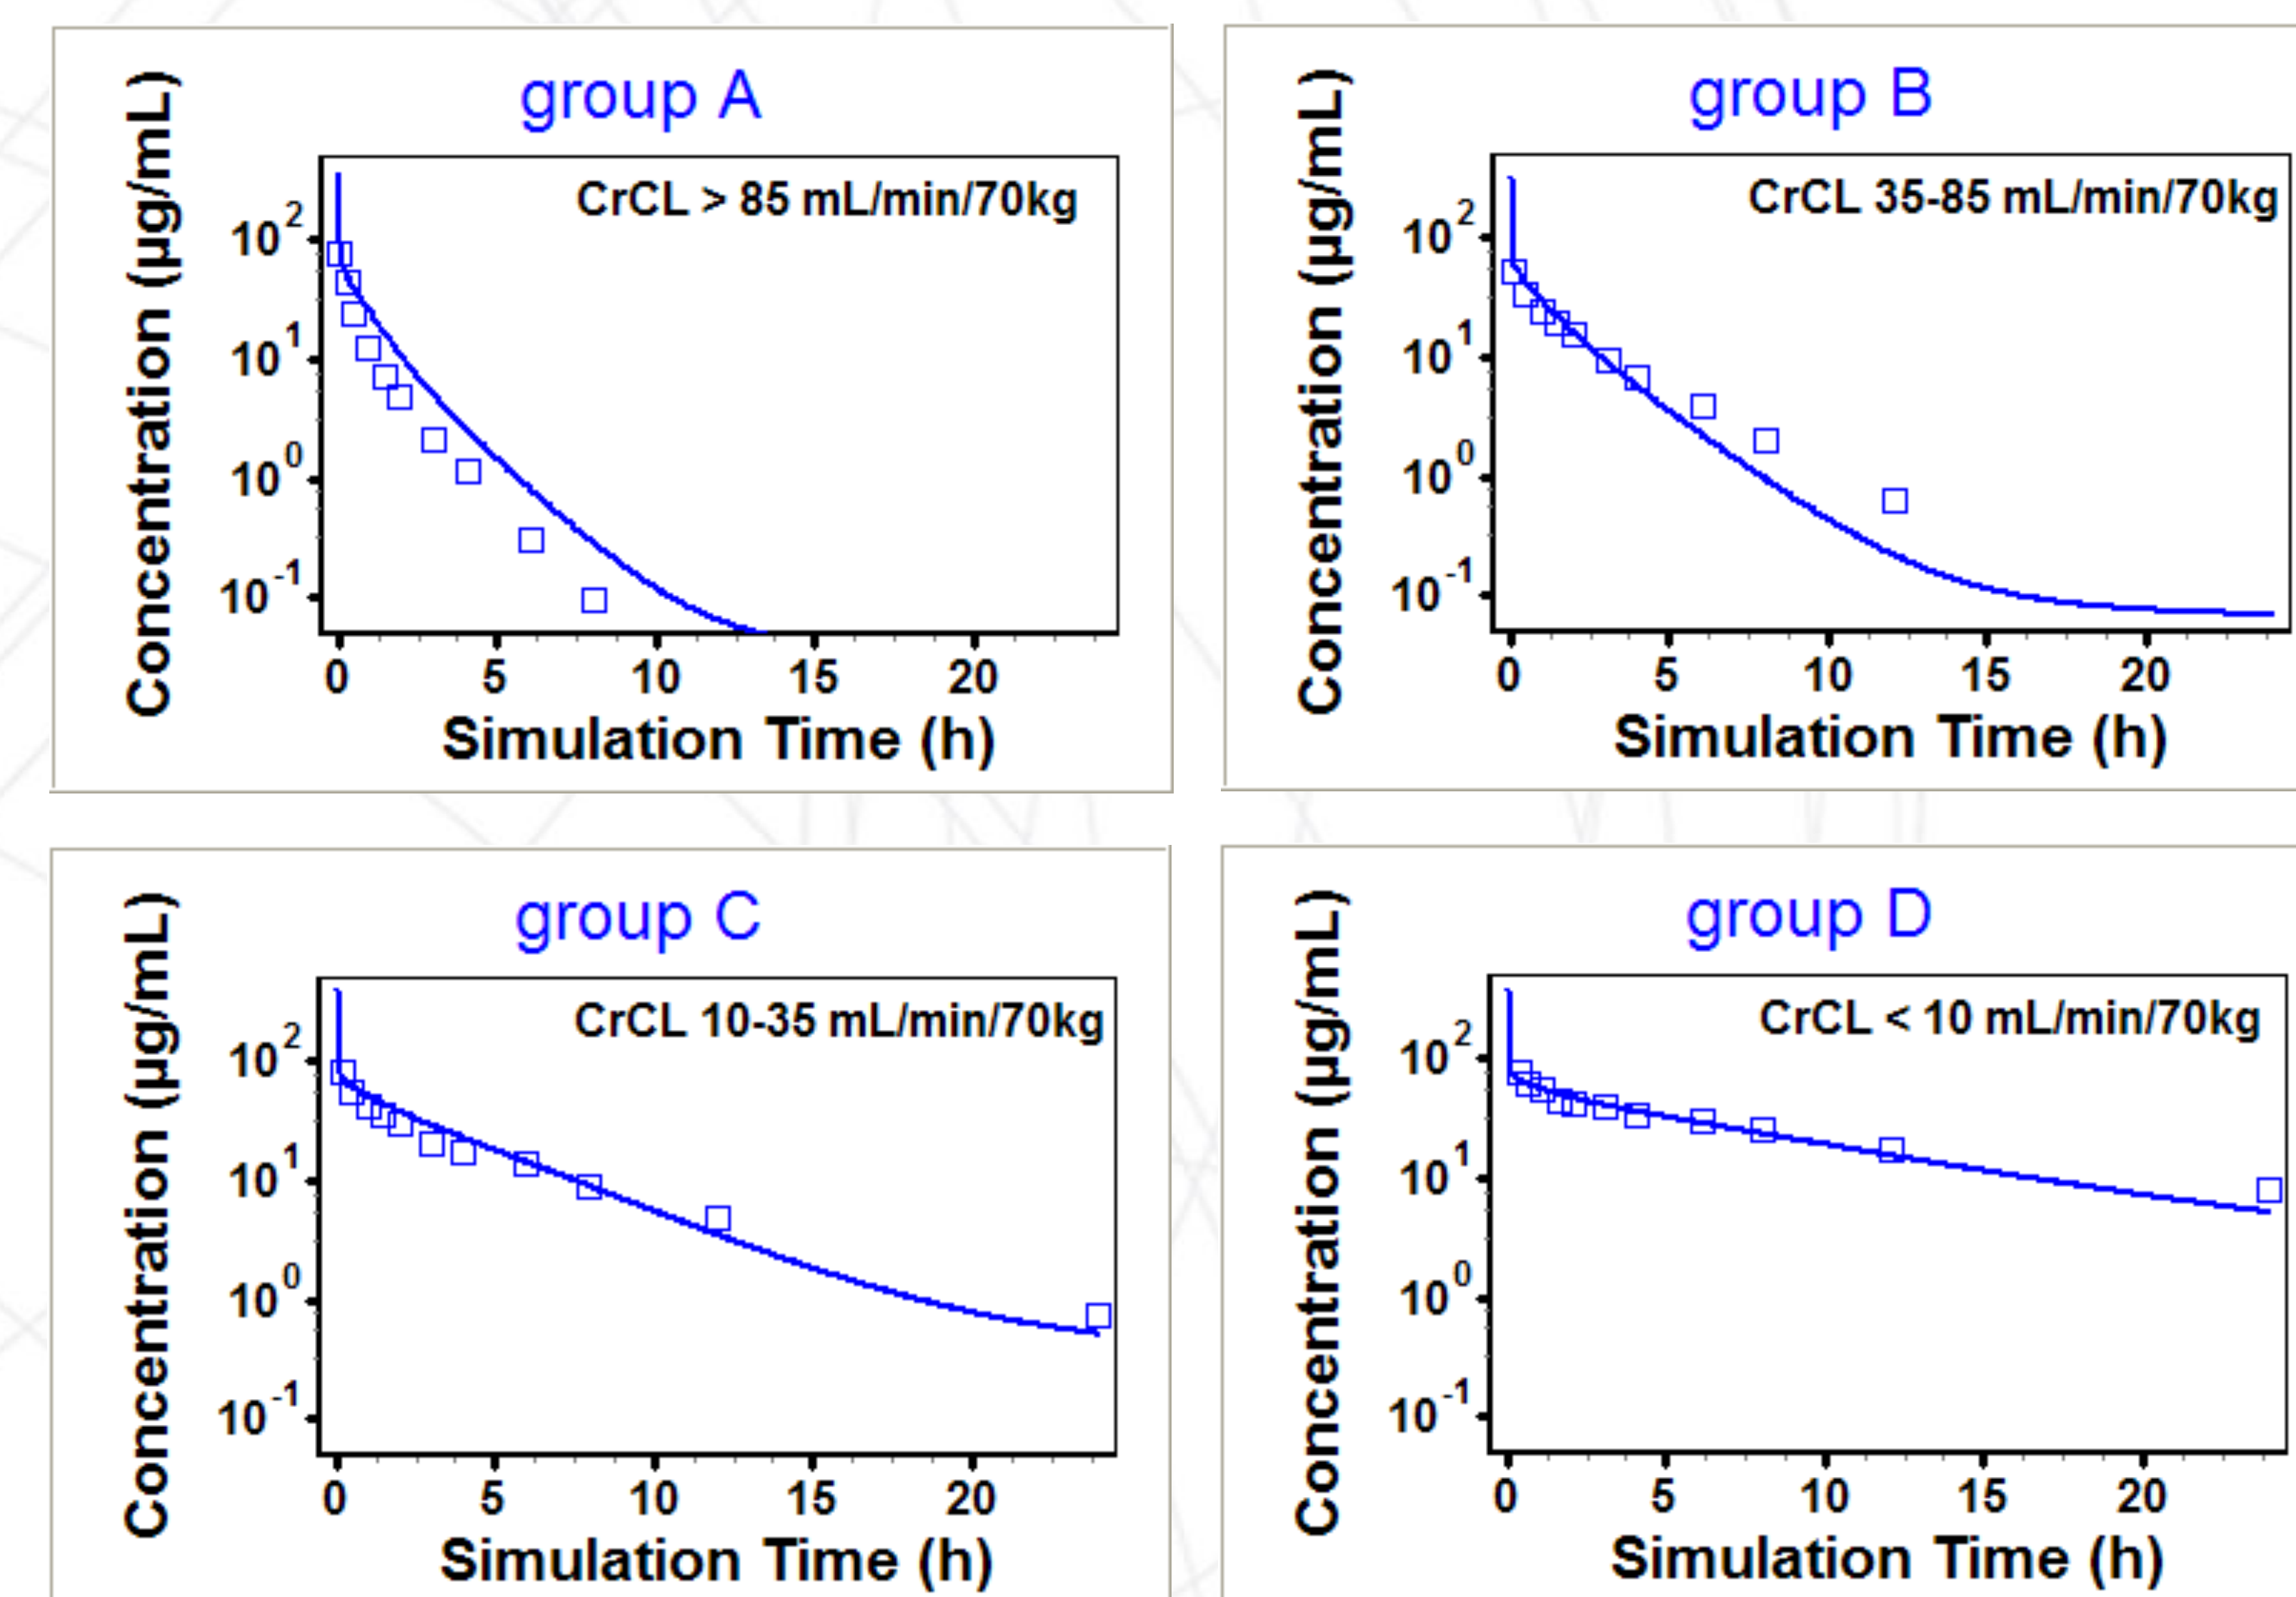 group A
CrCL > 85 mL/min/70kg
Concentration (µg/mL)
10^2
10^1
10^0
10^-1
0 5 10 15 20
Simulation Time (h)
group B
CrCL 35-85 mL/min/70kg
Concentration (µg/mL)
10^2
10^1
10^0
10^-1
0 5 10 15 20
Simulation Time (h)
group C
CrCL 10-35 mL/min/70kg
Concentration (µg/mL)
10^2
10^1
10^0
10^-1
0 5 10 15 20
Simulation Time (h)
group D
CrCL < 10 mL/min/70kg
Concentration (µg/mL)
10^2
10^1
10^0
10^-1
0 5 10 15 20
Simulation Time (h)